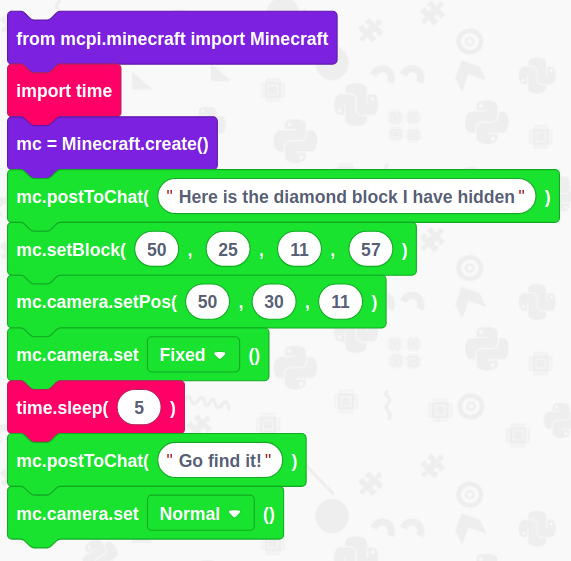 from mcpi.minecraft import Minecraft
import time
mc = Minecraft.create()
mc.postToChat( " Here is the diamond block I have hidden " )
mc.setBlock( 50 , 25 , 11 , 57 )
mc.camera.setPos( 50 , 30 , 11 )
mc.camera.set Fixed ()
time.sleep( 5 )
mc.postToChat( " Go find it! " )
mc.camera.set Normal ()